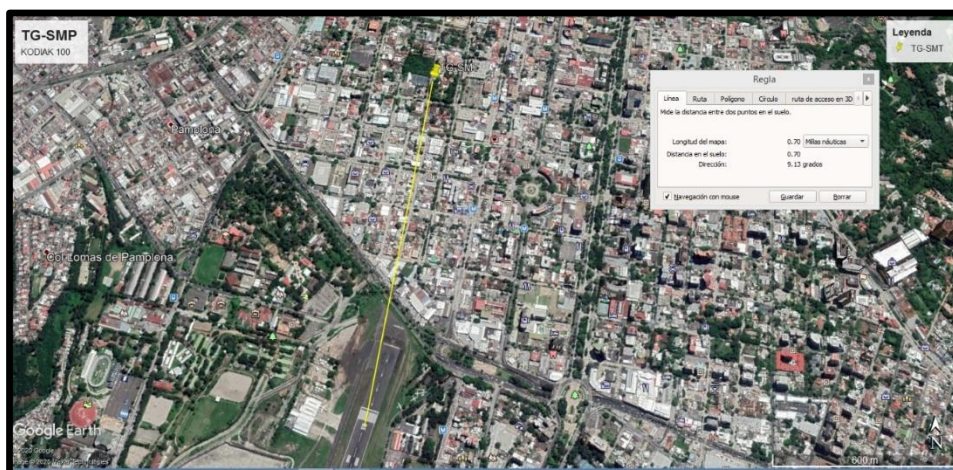 TG-SMP
KODIAK 100
Leyenda
TG-SMT
Regla
Línea
Ruta
Polígono
Círculo
ruta de acceso en 3D
Mide la distancia entre dos puntos en el suelo.
Longitud del mapa: 0.70 Millas náuticas
Distancia en el suelo: 0.70
Dirección: 9.13 grados
Navegación con mouse
Guardar
Borrar
Pamplona
Col Lomas de Pamplona
Google Earth
600 m
N